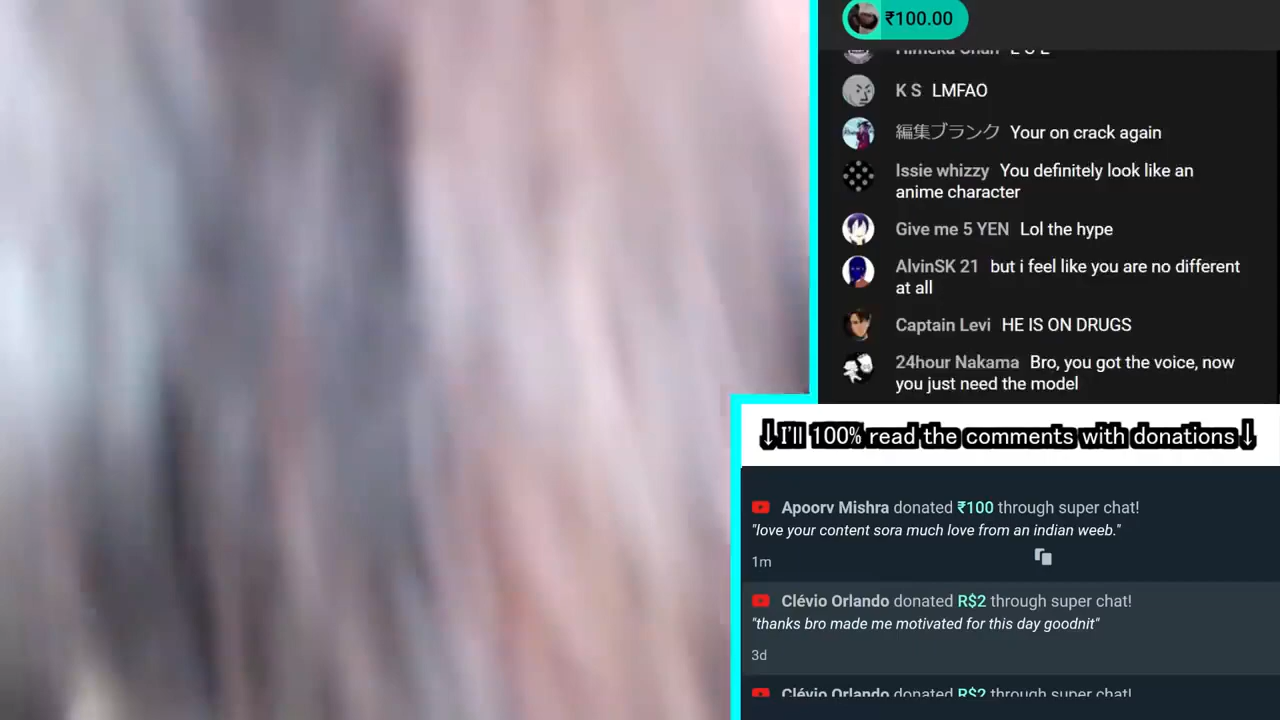 ₹100.00
Himeka Chan L O L
K S LMFAO
編集ブランク Your on crack again
Issie whizzy You definitely look like an
anime character
Give me 5 YEN Lol the hype
AlvinSK 21 but i feel like you are no different
at all
Captain Levi HE IS ON DRUGS
24hour Nakama Bro, you got the voice, now
you just need the model
↓I'll 100% read the comments with donations↓
Apoorv Mishra donated ₹100 through super chat!
"love your content sora much love from an indian weeb."
1m
Clévio Orlando donated R$2 through super chat!
"thanks bro made me motivated for this day goodnit"
3d
Clévio Orlando donated R$2 through super chat!